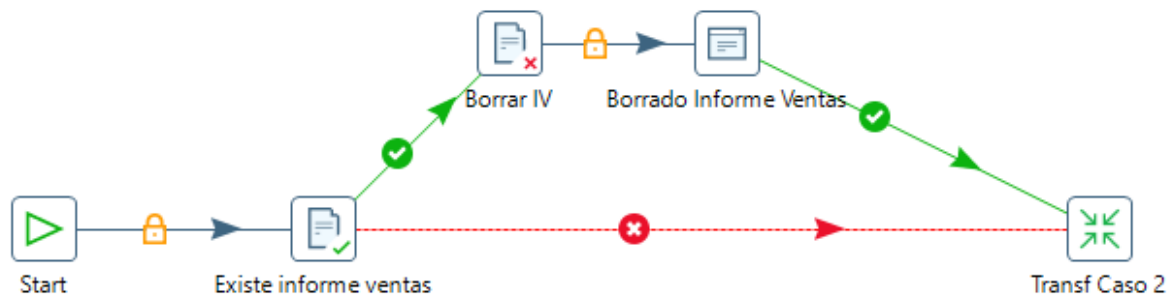 Borrar IV
Borrado Informe Ventas
Start
Existe informe ventas
Transf Caso 2